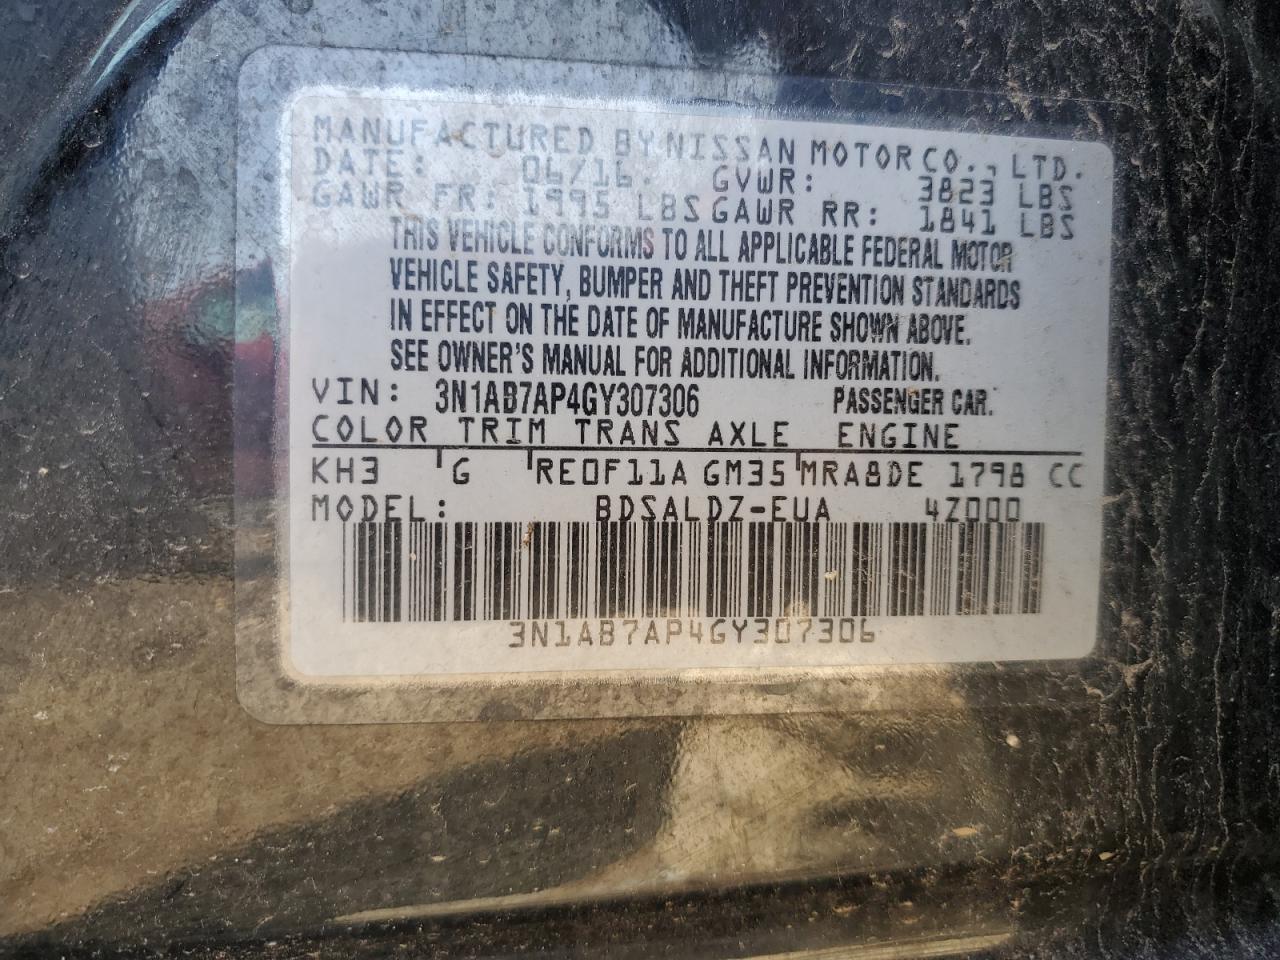 MANUFACTURED BY NISSAN MOTOR CO., LTD.
DATE: 06/16 GVWR: 3823 LBS
GAWR FR: 1995 LBS GAWR RR: 1841 LBS
THIS VEHICLE CONFORMS TO ALL APPLICABLE FEDERAL MOTOR
VEHICLE SAFETY, BUMPER AND THEFT PREVENTION STANDARDS
IN EFFECT ON THE DATE OF MANUFACTURE SHOWN ABOVE.
SEE OWNER'S MANUAL FOR ADDITIONAL INFORMATION.
VIN: 3N1AB7AP4GY307306 PASSENGER CAR.
COLOR TRIM TRANS AXLE ENGINE
KH3 G RE0F11A GM35 MRA8DE 1798 CC
MODEL: BDSALDZ-EUA 4Z000
3N1AB7AP4GY307306